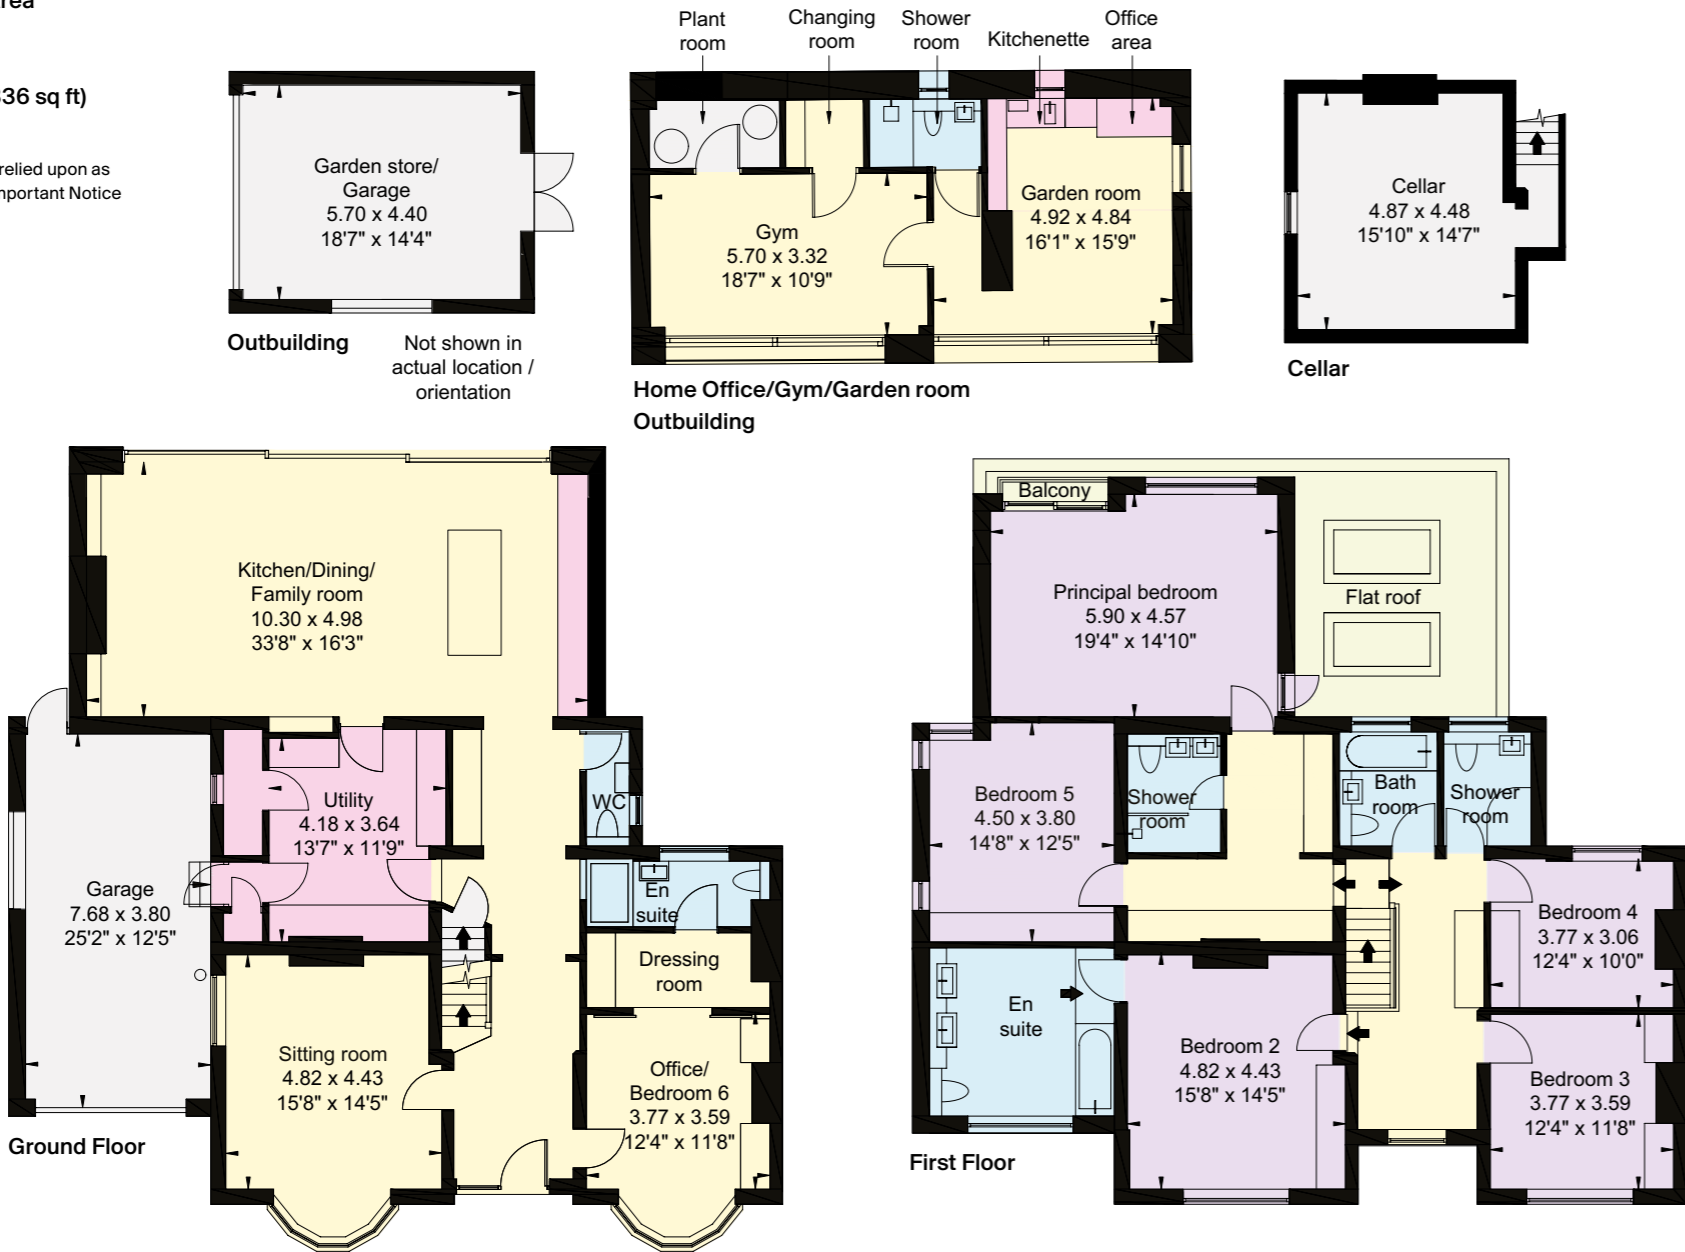 336 sq ft)
relied upon as
Important Notice
Garden store/
Garage
5.70 x 4.40
18'7" x 14'4"
Outbuilding
Not shown in
actual location /
orientation
Plant
room
Changing
room
Shower
room
Kitchenette
Office
area
Gym
5.70 x 3.32
18'7" x 10'9"
Garden room
4.92 x 4.84
16'1" x 15'9"
Home Office/Gym/Garden room
Outbuilding
Cellar
4.87 x 4.48
15'10" x 14'7"
Cellar
Kitchen/Dining/
Family room
10.30 x 4.98
33'8" x 16'3"
Utility
4.18 x 3.64
13'7" x 11'9"
WC
Garage
7.68 x 3.80
25'2" x 12'5"
En
suite
Dressing
room
Sitting room
4.82 x 4.43
15'8" x 14'5"
Office/
Bedroom 6
3.77 x 3.59
12'4" x 11'8"
Ground Floor
Balcony
Principal bedroom
5.90 x 4.57
19'4" x 14'10"
Flat roof
Bedroom 5
4.50 x 3.80
14'8" x 12'5"
Shower
room
Bath
room
Shower
room
Bedroom 4
3.77 x 3.06
12'4" x 10'0"
En
suite
Bedroom 2
4.82 x 4.43
15'8" x 14'5"
Bedroom 3
3.77 x 3.59
12'4" x 11'8"
First Floor